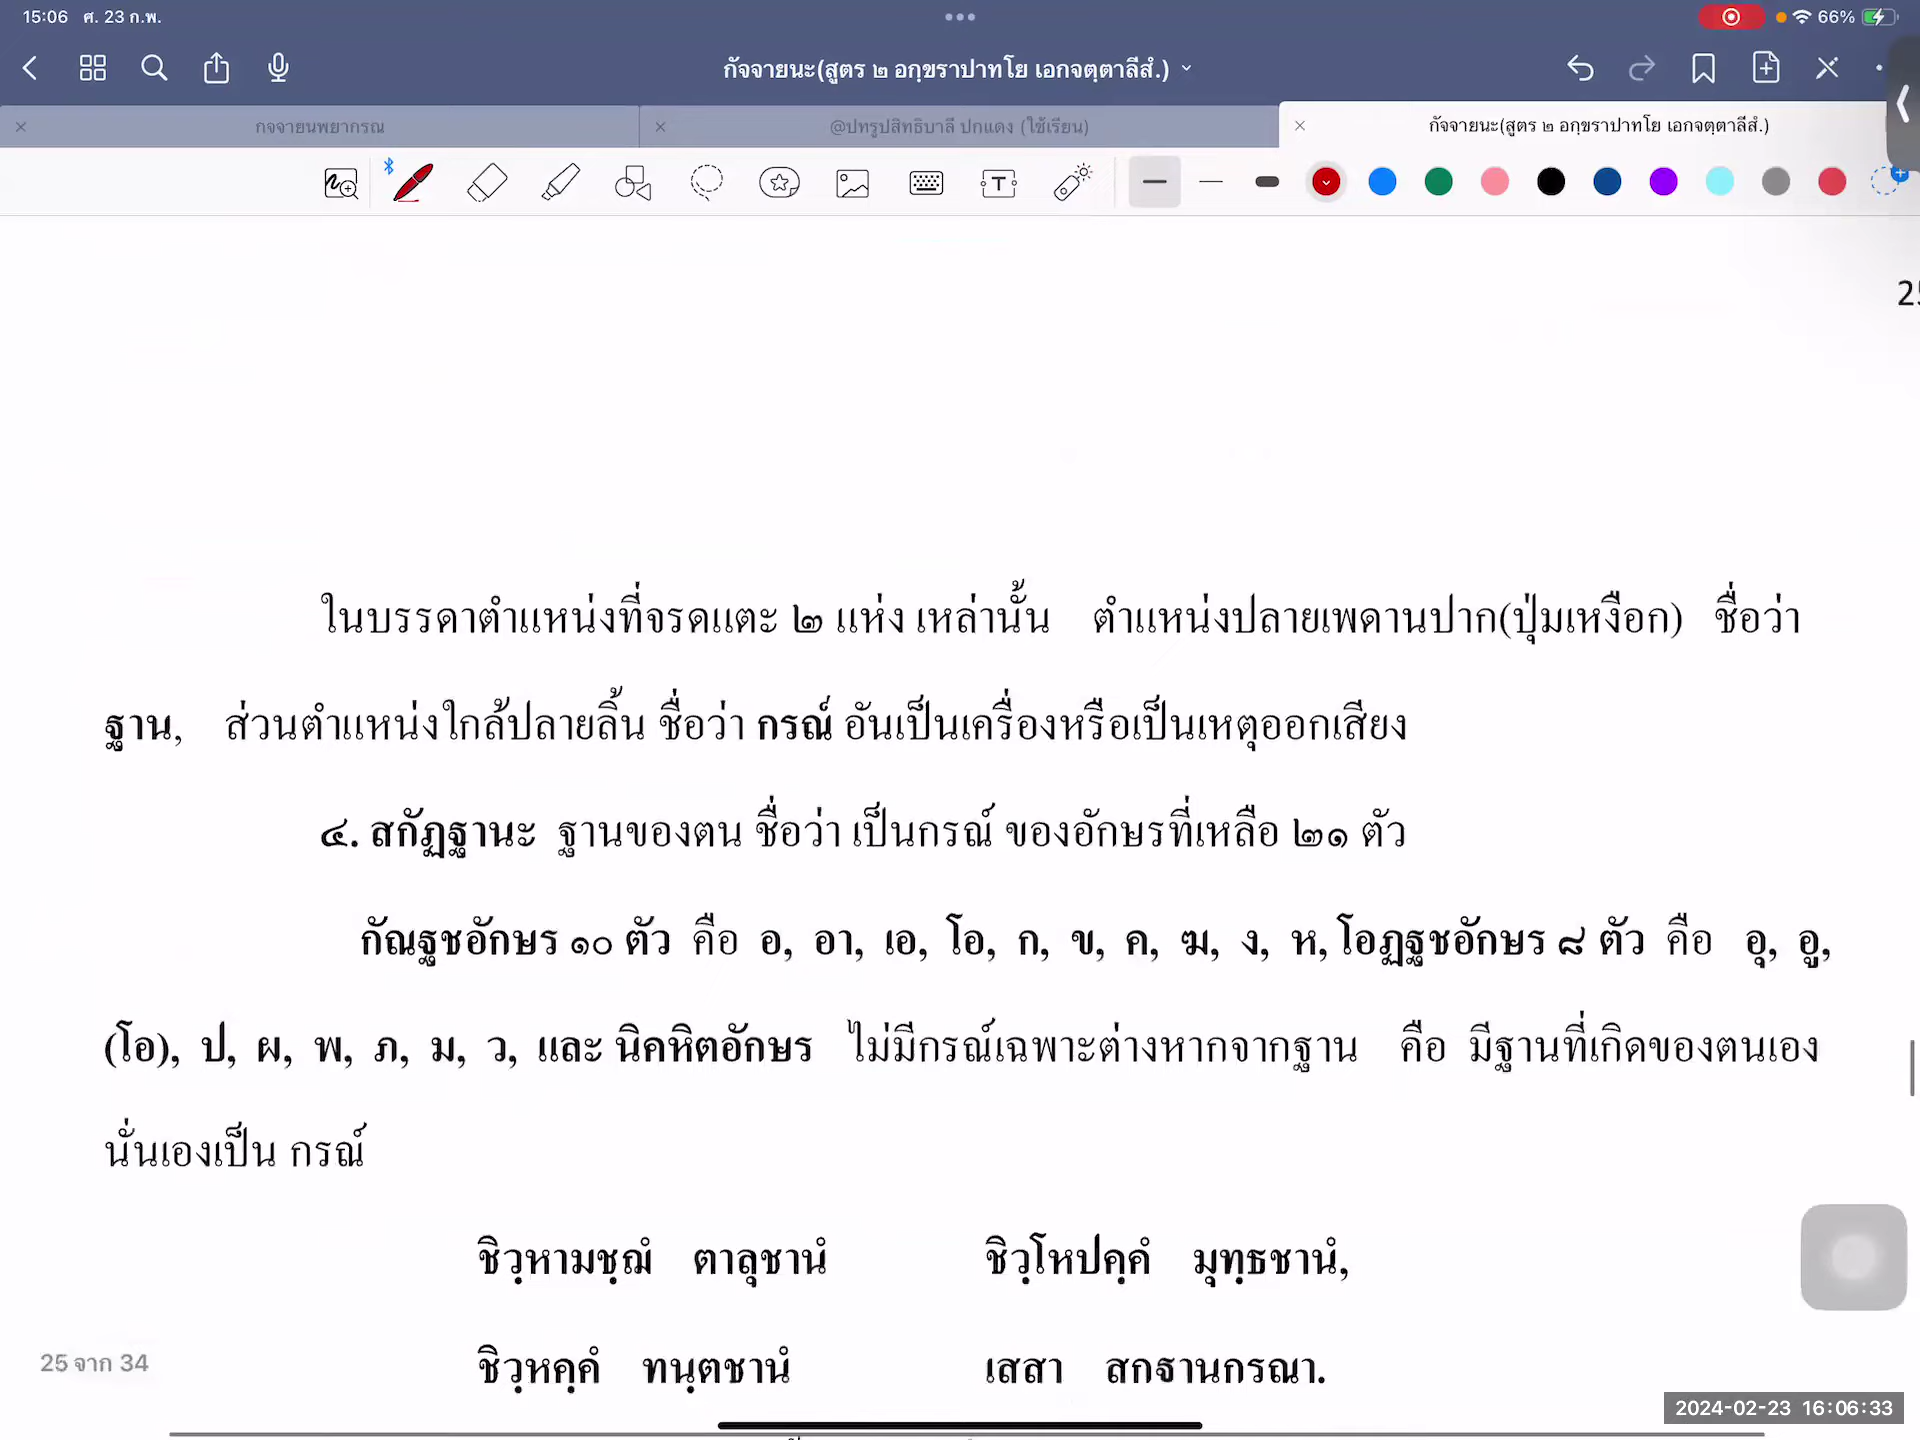 15:06 ศ. 23 ก.พ.
66%
กัจจายนะ(สูตร ๒ อกฺขราปาทโย เอกจตฺตาลีสํ.)
กจจายนพยากรณ
@ปทรูปสิทธิบาลี ปกแดง (ใช้เรียน)
กัจจายนะ(สูตร ๒ อกฺขราปาทโย เอกจตฺตาลีสํ.)
25
ในบรรดาตำแหน่งที่จรดแตะ ๒ แห่ง เหล่านั้น ตำแหน่งปลายเพดานปาก(ปุ่มเหงือก) ชื่อว่า
ฐาน, ส่วนตำแหน่งใกล้ปลายลิ้น ชื่อว่า กรณ์ อันเป็นเครื่องหรือเป็นเหตุออกเสียง
๔. สกัฏฐานะ ฐานของตน ชื่อว่า เป็นกรณ์ ของอักษรที่เหลือ ๒๑ ตัว
กัณฐชอักษร ๑๐ ตัว คือ อ, อา, เอ, โอ, ก, ข, ค, ฆ, ง, ห, โอฏฐชอักษร ๘ ตัว คือ อุ, อู,
(โอ), ป, ผ, พ, ภ, ม, ว, และ นิคหิตอักษร ไม่มีกรณ์เฉพาะต่างหากจากฐาน คือ มีฐานที่เกิดของตนเอง
นั่นเองเป็น กรณ์
ชิวฺหามชฺฌํ ตาลุชานํ ชิวฺโหปคฺคํ มุทฺธชานํ,
ชิวฺหคฺคํ ทนฺตชานํ เสสา สกฐานกรณา.
25 จาก 34
2024-02-23 16:06:33